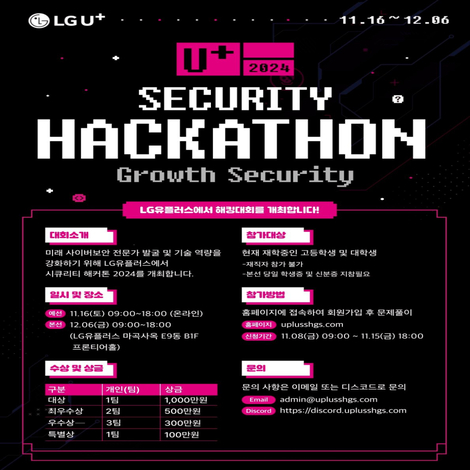 LG U+
11.16 ~ 12.06
U+
2024
SECURITY
HACKATHON
Growth Security
LG유플러스에서 해킹대회를 개최합니다!
대회소개
미래 사이버보안 전문가 발굴 및 기술 역량을
강화하기 위해 LG유플러스에서
시큐리티 해커톤 2024를 개최합니다.
참가대상
현재 재학중인 고등학생 및 대학생
-재직자 참가 불가
-본선 당일 학생증 및 신분증 지참필요
일시 및 장소
예선 11.16(토) 09:00~18:00 (온라인)
본선 12.06(금) 09:00~18:00
(LG유플러스 마곡사옥 E9동 B1F
프론티어홀)
참가방법
홈페이지에 접속하여 회원가입 후 문제풀이
홈페이지 uplusshgs.com
신청기간 11.08(금) 09:00 ~ 11.15(금) 18:00
수상 및 상금
구분 개인(팀) 상금
대상 1팀 1,000만원
최우수상 2팀 500만원
우수상 3팀 300만원
특별상 1팀 100만원
문의
문의 사항은 이메일 또는 디스코드로 문의
Email admin@uplusshgs.com
Discord https://discord.uplusshgs.com